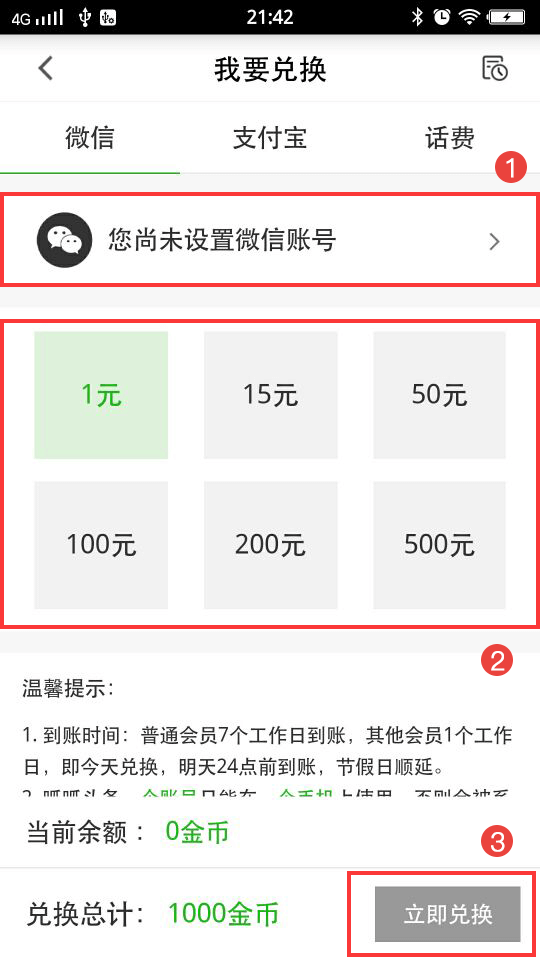 4G 21:42
我要兑换
微信 支付宝 话费
1
您尚未设置微信账号
1元 15元 50元
100元 200元 500元
2
温馨提示：
1. 到账时间：普通会员7个工作日到账，其他会员1个工作
日，即今天兑换，明天24点前到账，节假日顺延。
当前余额： 0金币
3
兑换总计： 1000金币 立即兑换